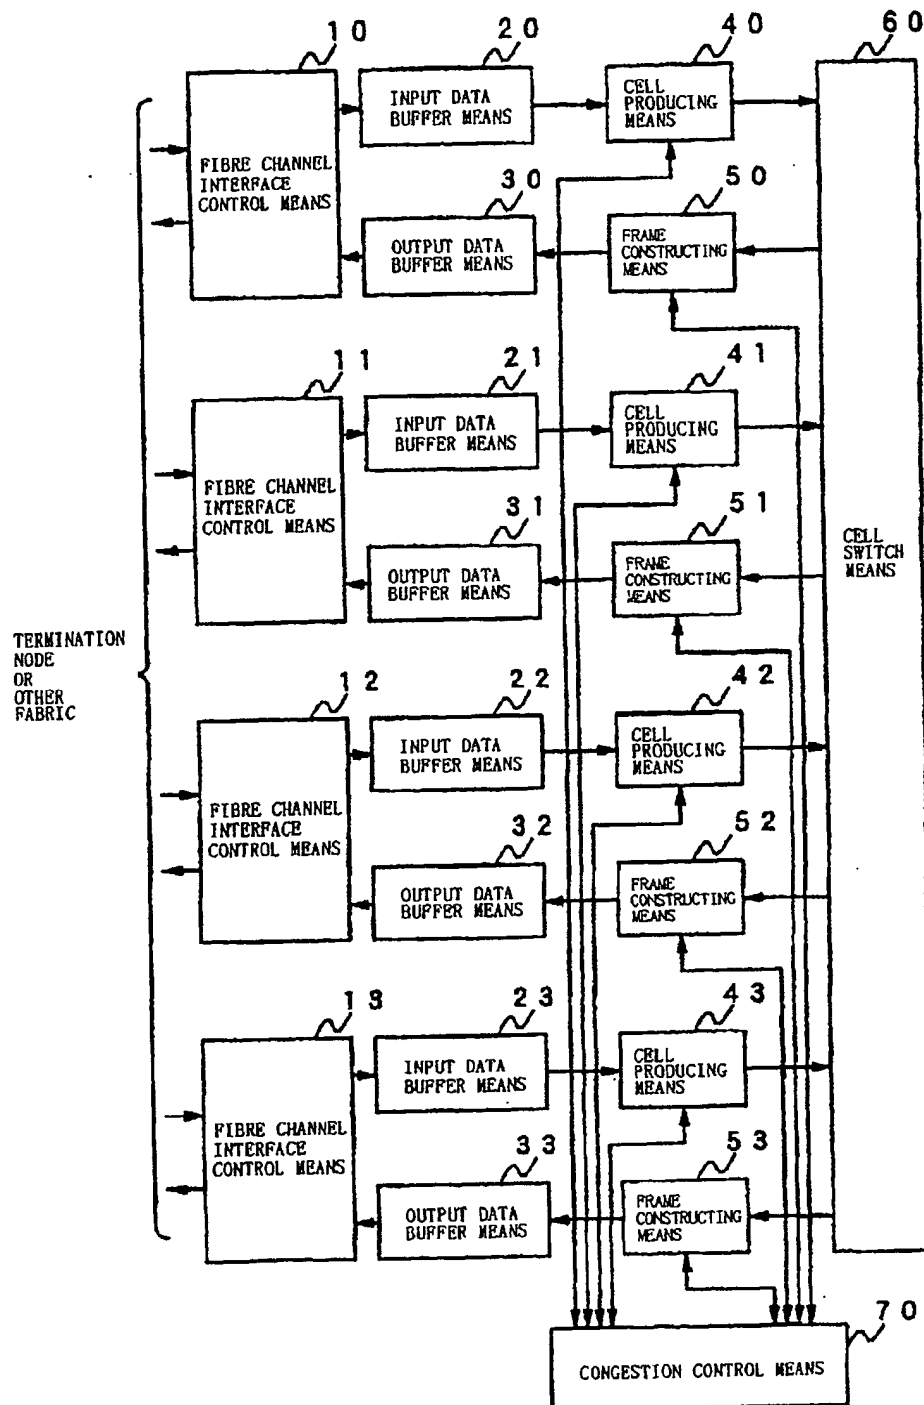 10
20
40
60
FIBRE CHANNEL
INTERFACE
CONTROL MEANS
INPUT DATA
BUFFER MEANS
CELL
PRODUCING
MEANS
30
50
OUTPUT DATA
BUFFER MEANS
FRAME
CONSTRUCTING
MEANS
11
21
41
FIBRE CHANNEL
INTERFACE
CONTROL MEANS
INPUT DATA
BUFFER MEANS
CELL
PRODUCING
MEANS
31
51
OUTPUT DATA
BUFFER MEANS
FRAME
CONSTRUCTING
MEANS
CELL
SWITCH
MEANS
TERMINATION
NODE
OR
OTHER
FABRIC
12
22
42
FIBRE CHANNEL
INTERFACE
CONTROL MEANS
INPUT DATA
BUFFER MEANS
CELL
PRODUCING
MEANS
32
52
OUTPUT DATA
BUFFER MEANS
FRAME
CONSTRUCTING
MEANS
13
23
43
FIBRE CHANNEL
INTERFACE
CONTROL MEANS
INPUT DATA
BUFFER MEANS
CELL
PRODUCING
MEANS
33
53
OUTPUT DATA
BUFFER MEANS
FRAME
CONSTRUCTING
MEANS
70
CONGESTION CONTROL MEANS